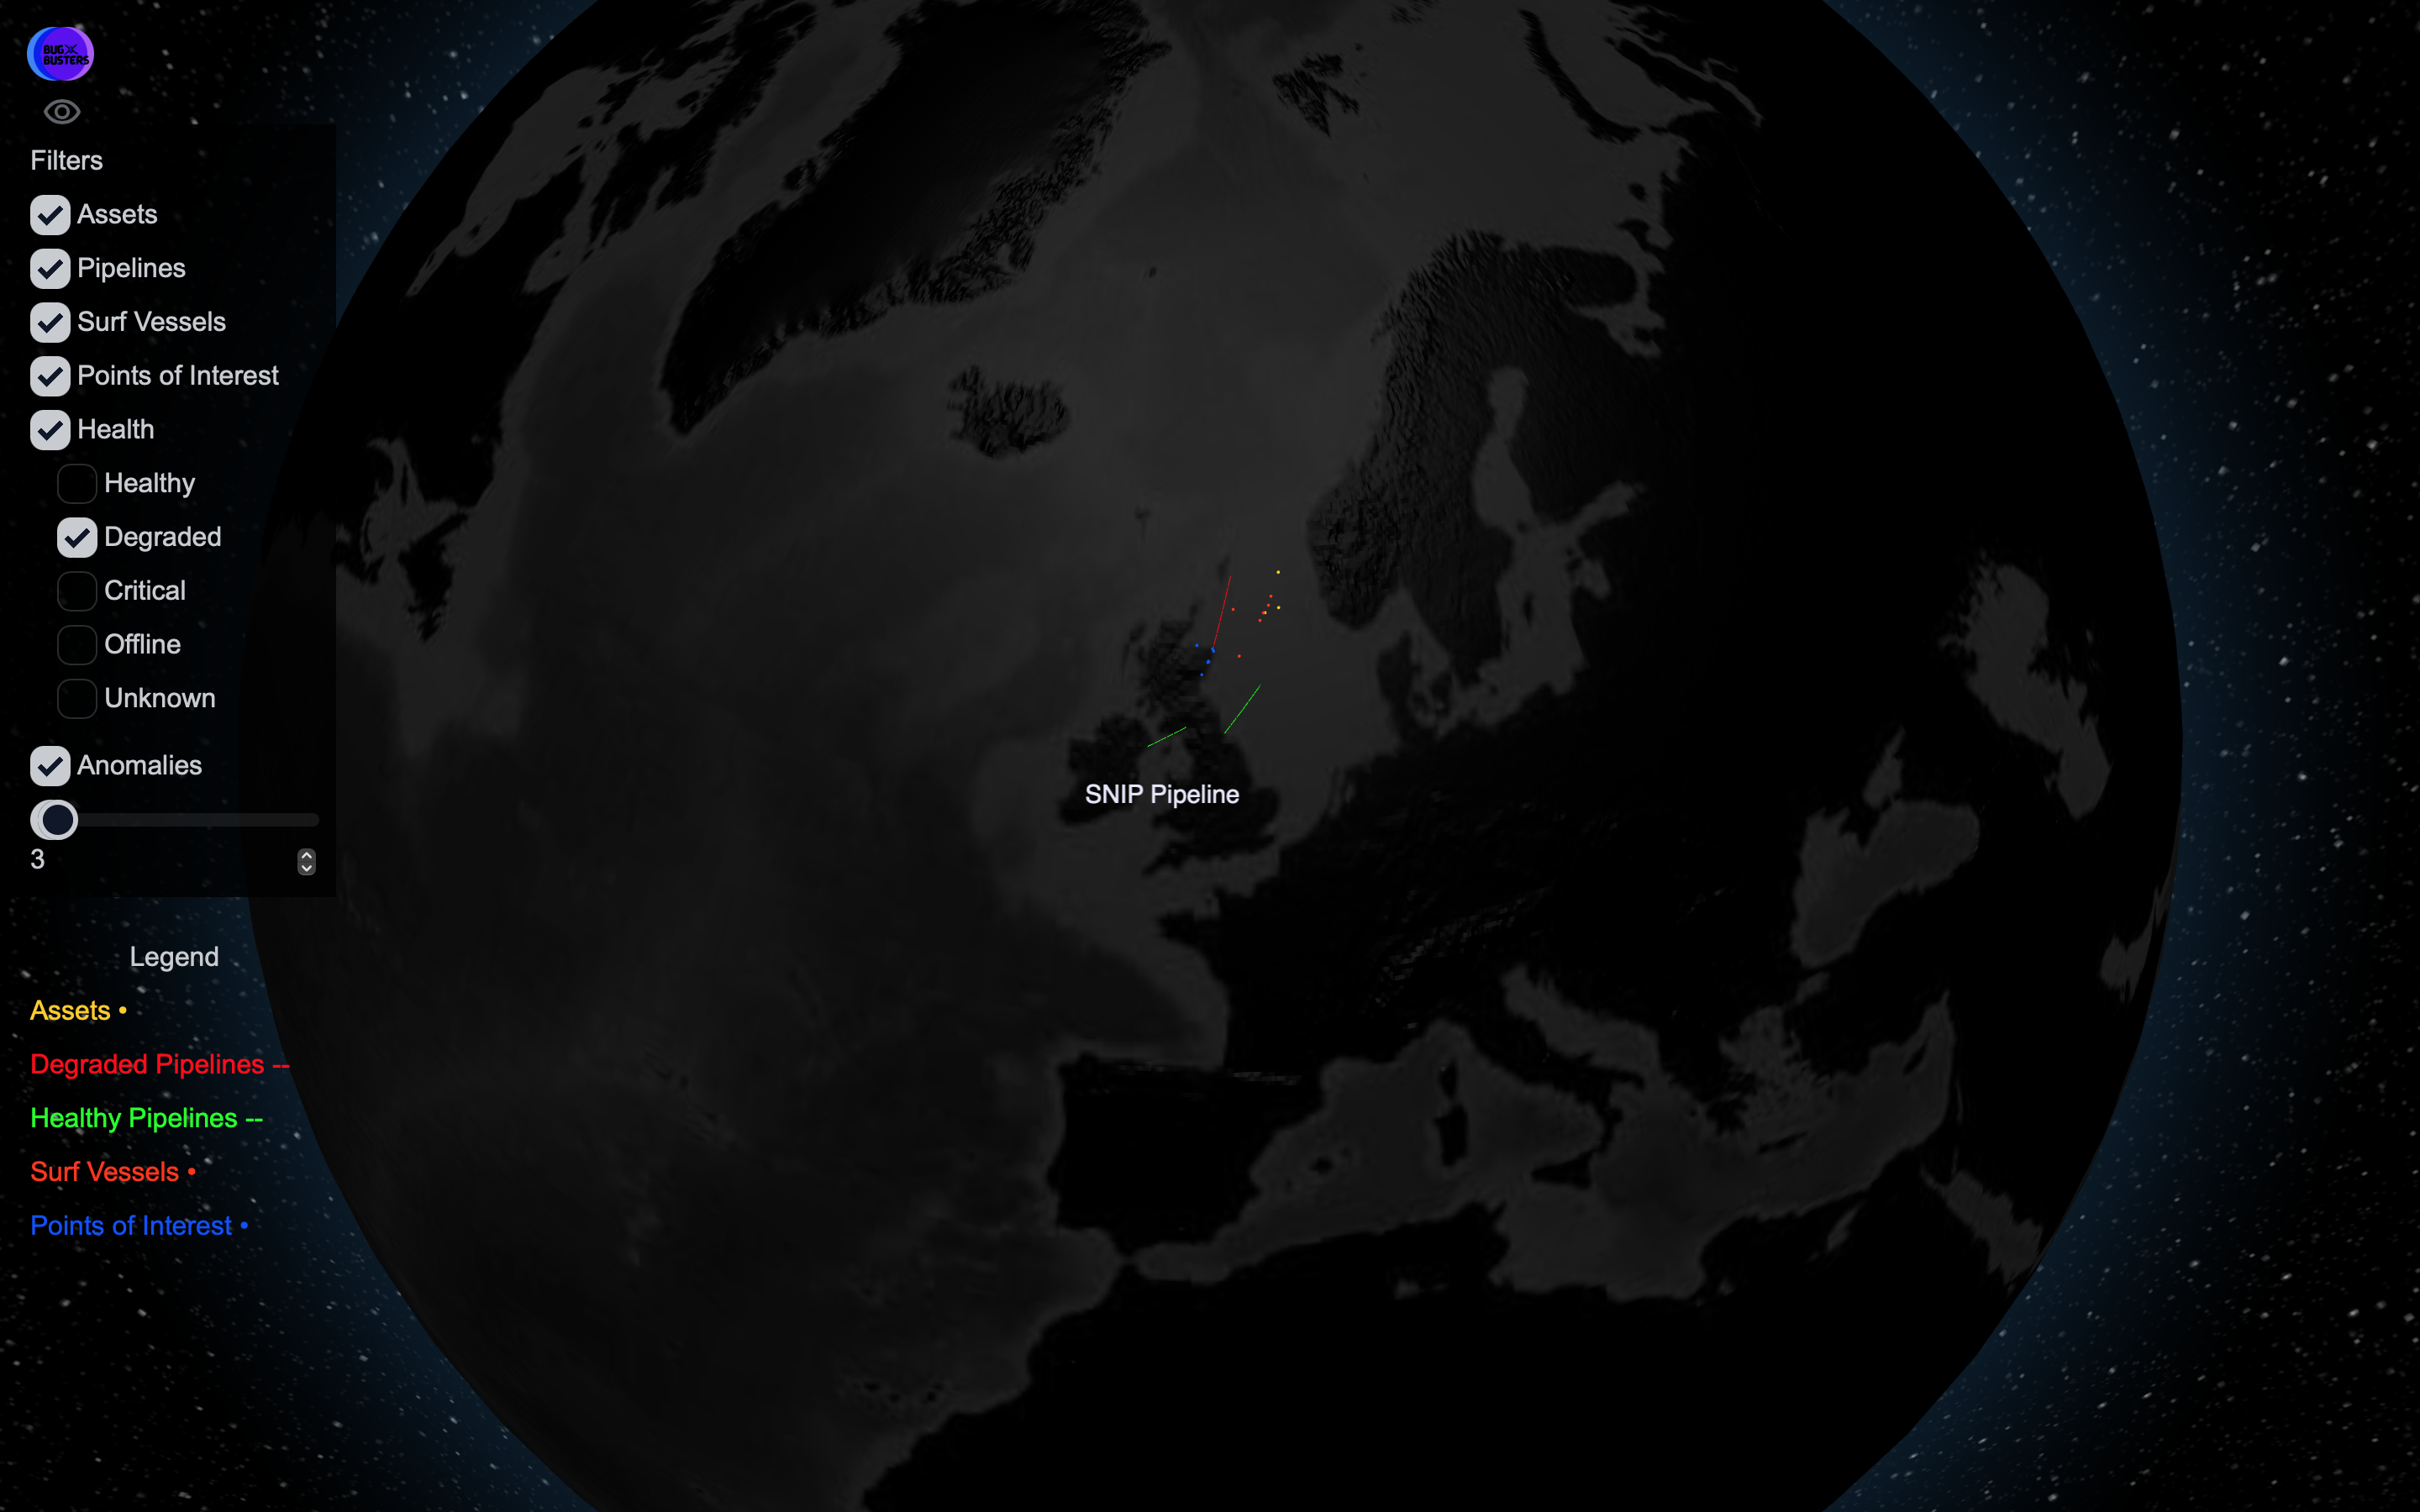 BUG
BUSTERS
Filters
Assets
Pipelines
Surf Vessels
Points of Interest
Health
Healthy
Degraded
Critical
Offline
Unknown
Anomalies
3
SNIP Pipeline
Legend
Assets •
Degraded Pipelines --
Healthy Pipelines --
Surf Vessels •
Points of Interest •